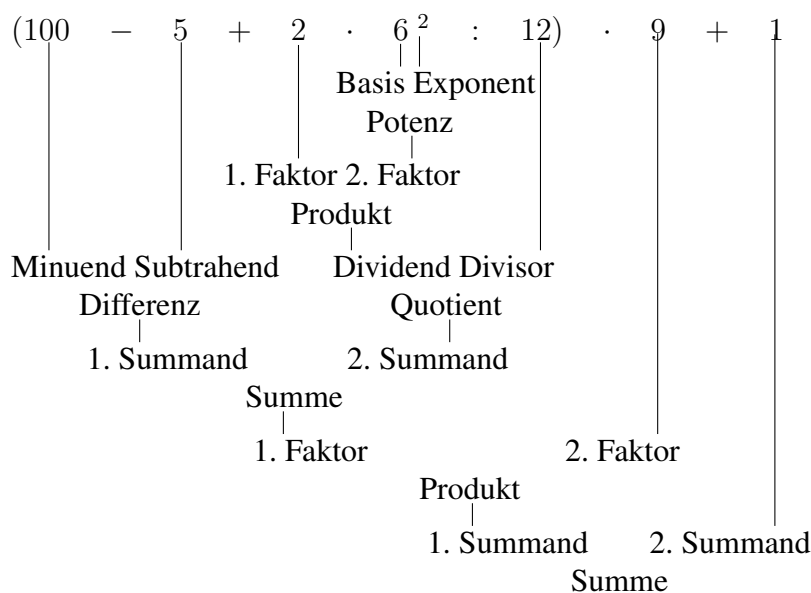 (100 − 5 + 2 · 6² : 12) · 9 + 1
Basis Exponent
Potenz
1. Faktor 2. Faktor
Produkt
Minuend Subtrahend Dividend Divisor
Differenz Quotient
1. Summand 2. Summand
Summe
1. Faktor 2. Faktor
Produkt
1. Summand 2. Summand
Summe